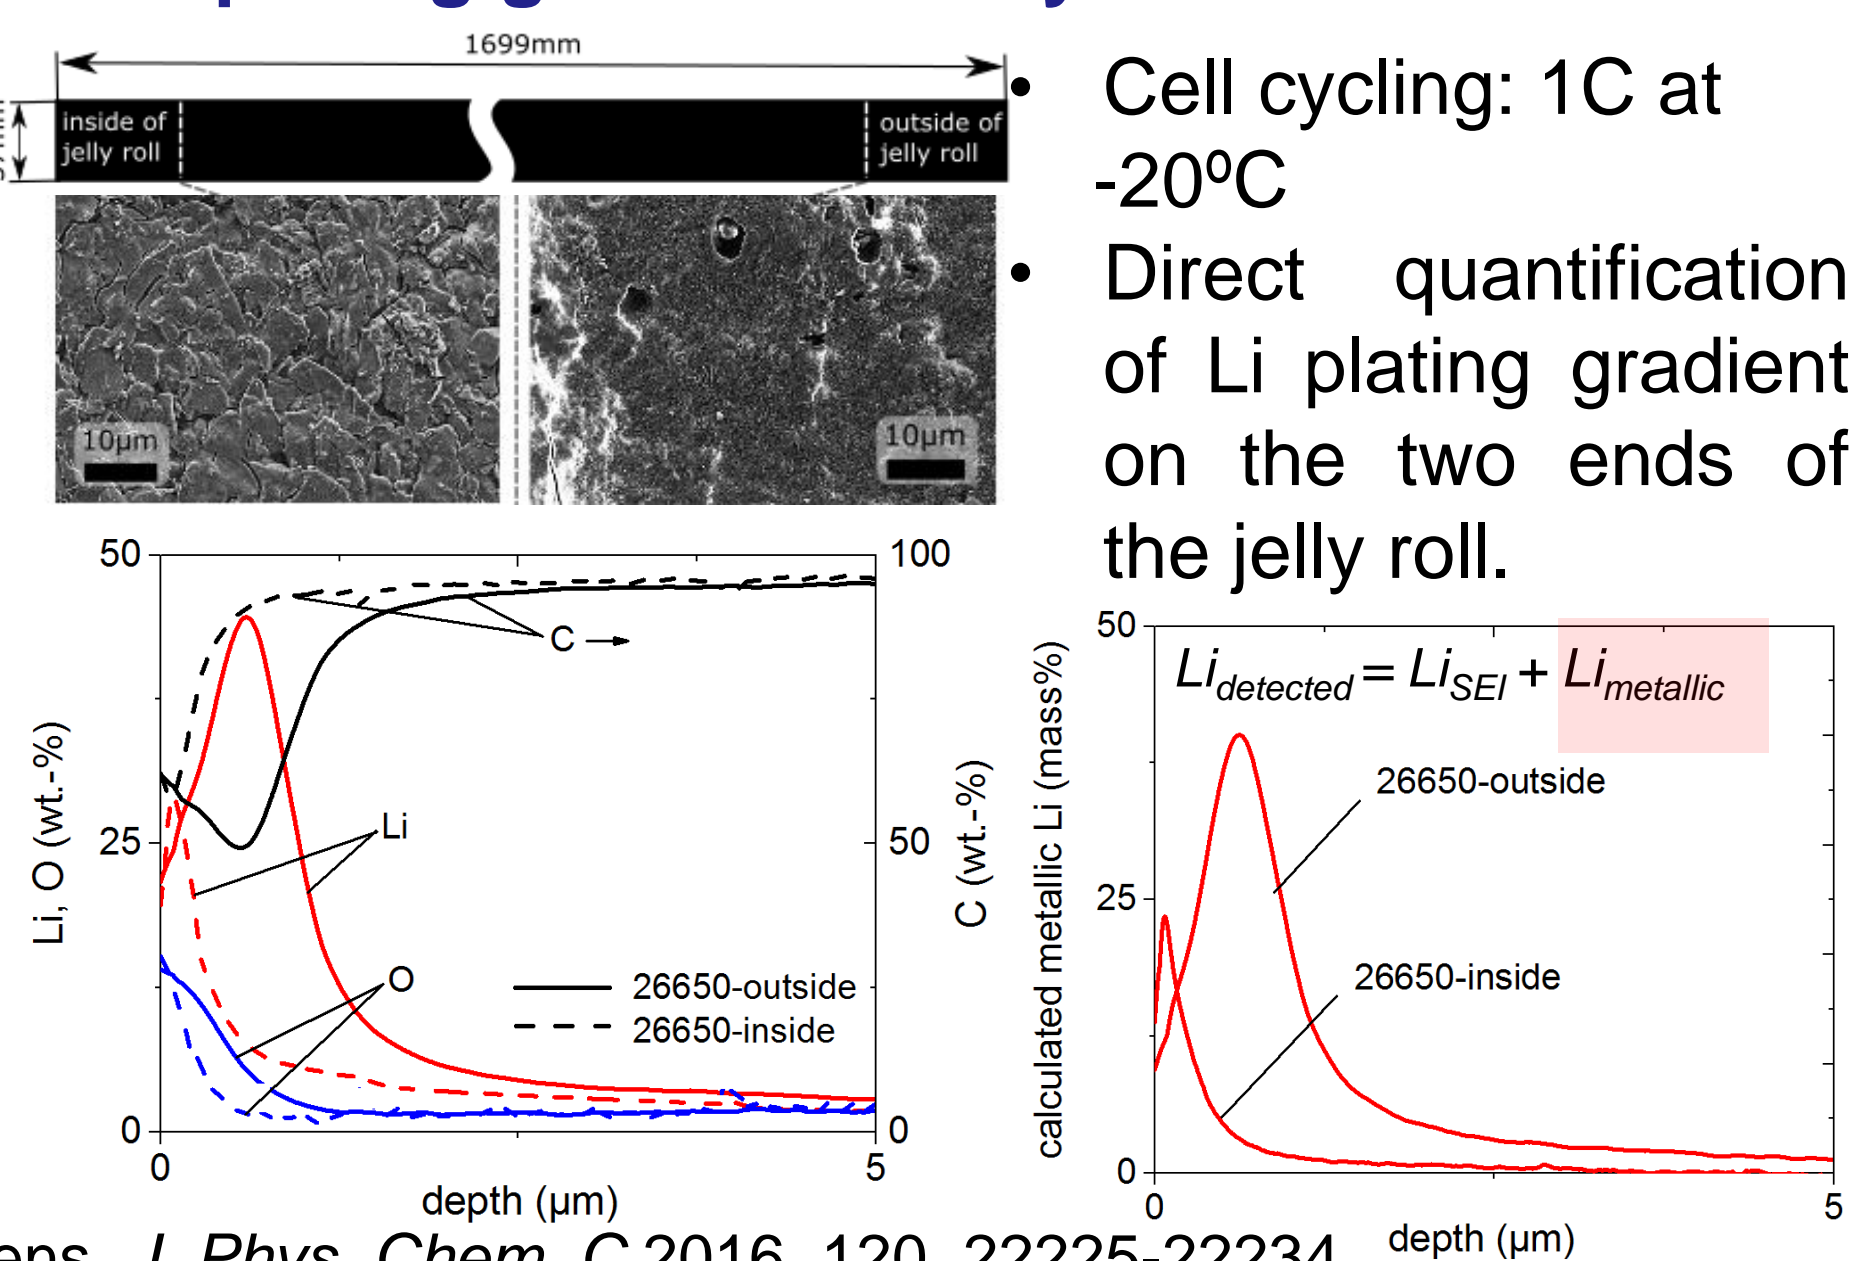 1699mm
inside of
jelly roll
outside of
jelly roll
10µm
10µm
• Cell cycling: 1C at
-20ºC
• Direct quantification
of Li plating gradient
on the two ends of
the jelly roll.
50
25
0
Li, O (wt.-%)
100
50
0
C (wt.-%)
C
Li
O
26650-outside
26650-inside
0
5
depth (µm)
50
25
0
calculated metallic Li (mass%)
Li_detected = Li_SEI + Li_metallic
26650-outside
26650-inside
0
5
depth (µm)
J. Phys. Chem. C 2016, 120, 22225-22234